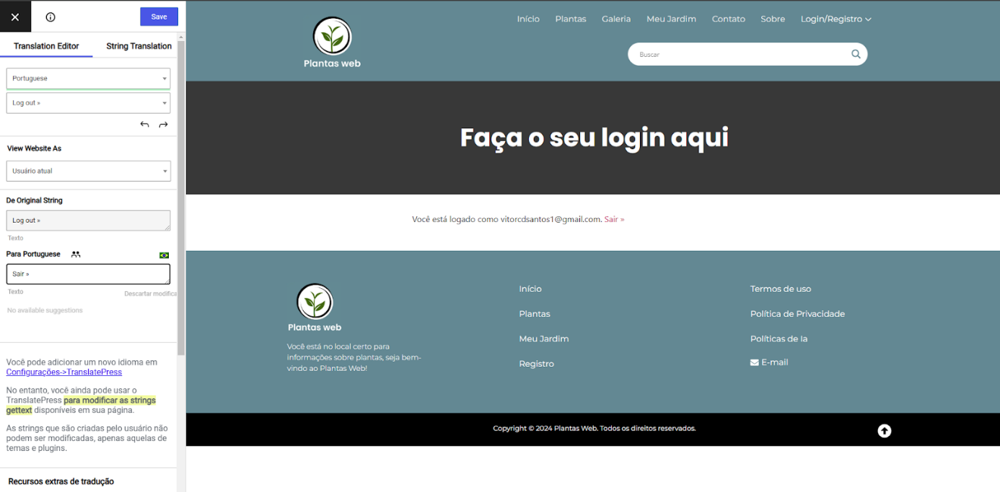 Save
Translation Editor
String Translation
Portuguese
Log out »
View Website As
Usuário atual
De Original String
Log out »
Texto
Para Portuguese
Sair »
Texto
Descartar modifica
No available suggestions
Você pode adicionar um novo idioma em
Configurações->TranslatePress
No entanto, você ainda pode usar o
TranslatePress para modificar as strings
gettext disponíveis em sua página.
As strings que são criadas pelo usuário não
podem ser modificadas, apenas aquelas de
temas e plugins.
Recursos extras de tradução
Plantas web
Início
Plantas
Galeria
Meu Jardim
Contato
Sobre
Login/Registro
Buscar
Faça o seu login aqui
Você está logado como vitorcdsantos1@gmail.com. Sair »
Plantas web
Você está no local certo para
informações sobre plantas, seja bem-
vindo ao Plantas Web!
Início
Plantas
Meu Jardim
Registro
Termos de uso
Política de Privacidade
Políticas de Ia
E-mail
Copyright © 2024 Plantas Web. Todos os direitos reservados.